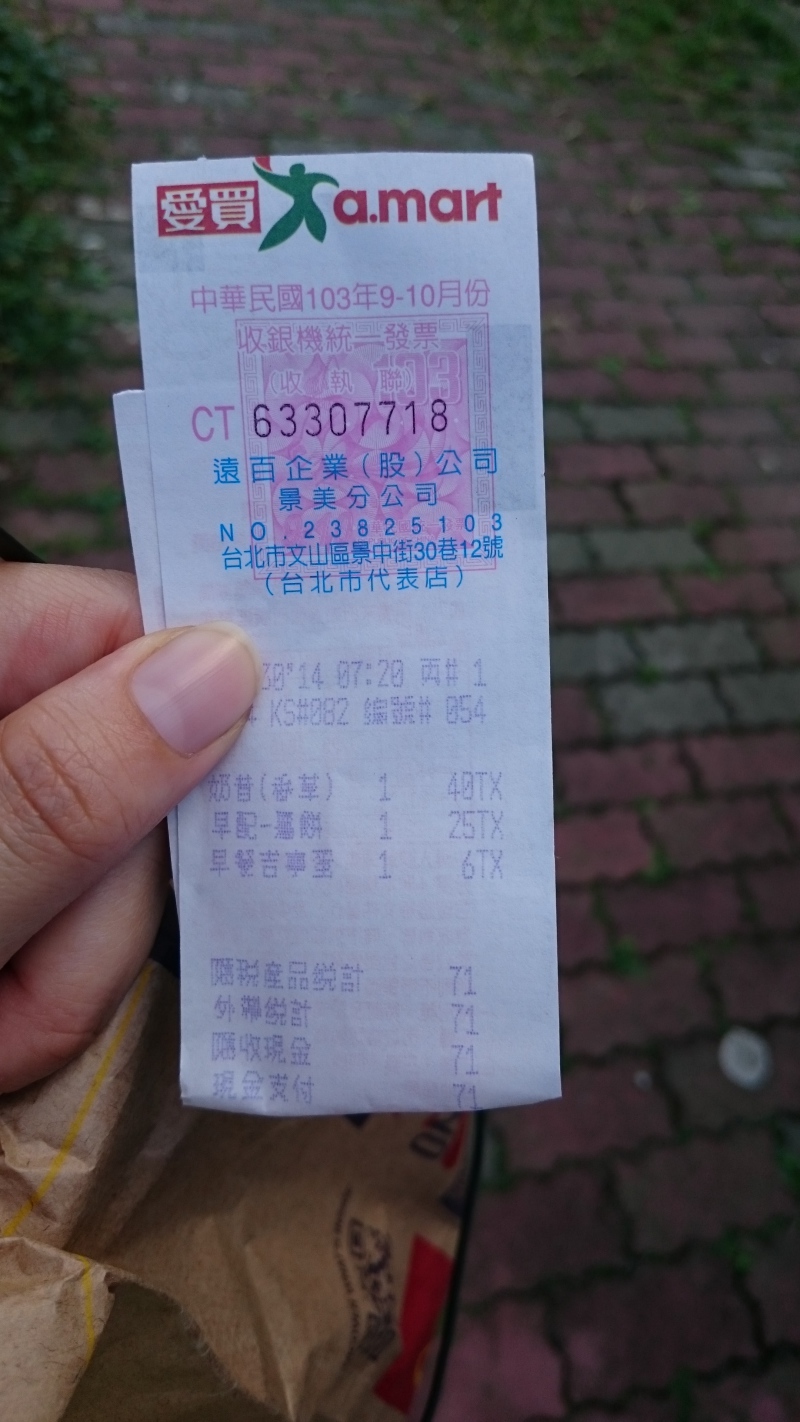 愛買 a.mart
中華民國103年9-10月份
收銀機統一發票
(收執聯) 103
CT 63307718
遠百企業(股)公司
景美分公司
NO.23825103
台北市文山區景中街30巷12號
(台北市代表店)
30'14 07:20 丙# 1
KS#082 編號# 054
奶昔(香草) 1 40TX
早配-薯餅 1 25TX
早餐吉事蛋 1 6TX
隨稅產品總計 71
外帶總計 71
隨收現金 71
現金支付 71